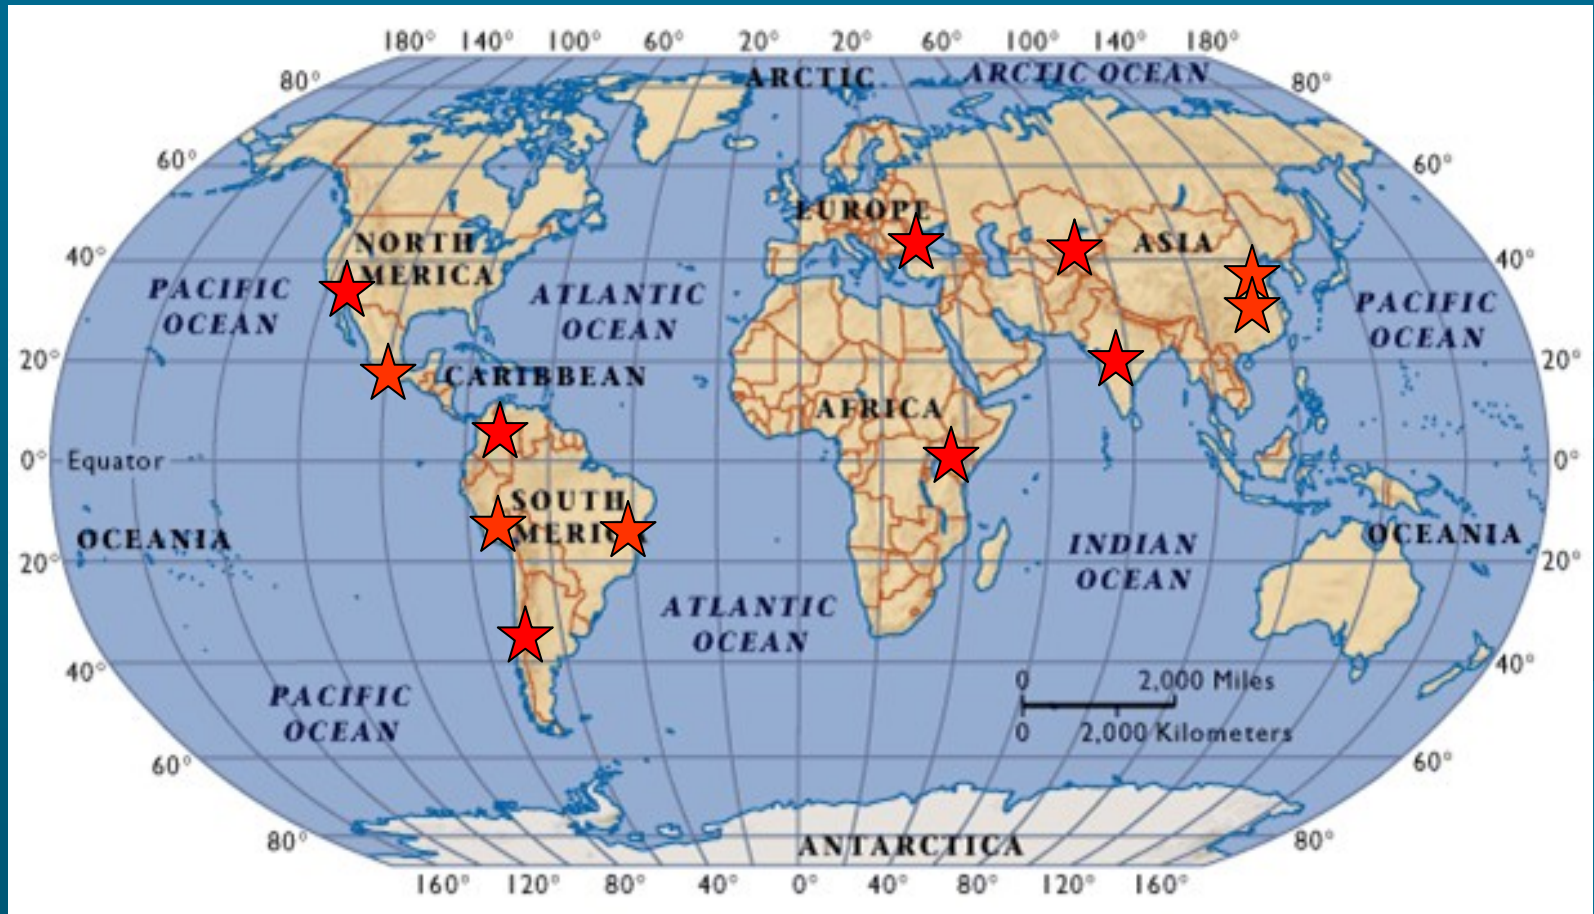 180° 140° 100° 60° 20° 20° 60° 100° 140° 180°
80° ARCTIC ARCTIC OCEAN 80°
60° 60°
EUROPE
NORTH ASIA
40° MERICA 40°
PACIFIC
OCEAN
ATLANTIC
OCEAN
PACIFIC
OCEAN
20° CARIBBEAN 20°
AFRICA
0° Equator 0°
SOUTH
MERIC
OCEANIA OCEANIA
INDIAN
OCEAN
20° 20°
ATLANTIC
OCEAN
40° 40°
0 2,000 Miles
0 2,000 Kilometers
PACIFIC
OCEAN
60° 60°
80° ANTARCTICA 80°
160° 120° 80° 40° 0° 40° 80° 120° 160°